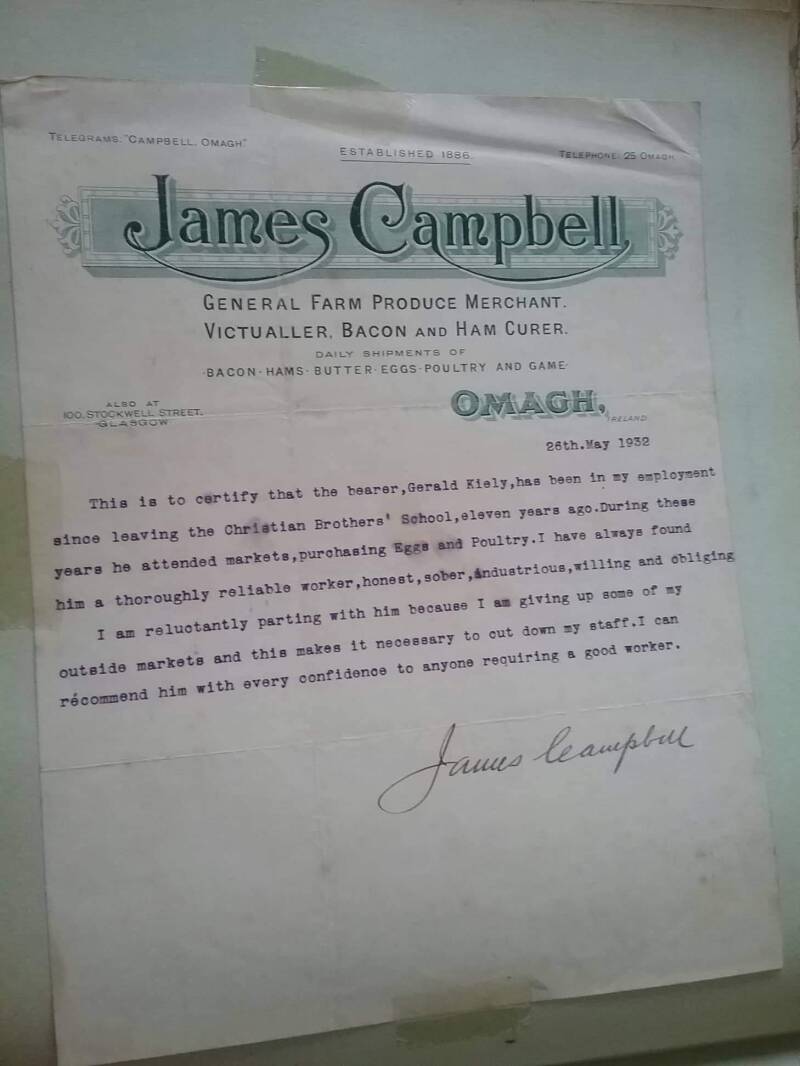 TELEGRAMS. "CAMPBELL, OMAGH."
ESTABLISHED 1886.
TELEPHONE: 25 OMAGH.
James Campbell,
GENERAL FARM PRODUCE MERCHANT.
VICTUALLER, BACON AND HAM CURER.
DAILY SHIPMENTS OF
·BACON·HAMS·BUTTER·EGGS·POULTRY AND GAME·
ALSO AT
100, STOCKWELL STREET,
GLASGOW
OMAGH,
IRELAND
26th.May 1932
This is to certify that the bearer,Gerald Kiely,has been in my employment
since leaving the Christian Brothers' School,eleven years ago.During these
years he attended markets,purchasing Eggs and Poultry.I have always found
him a thoroughly reliable worker,honest,sober,industrious,willing and obliging
I am reluctantly parting with him because I am giving up some of my
outside markets and this makes it necessary to cut down my staff.I can
récommend him with every confidence to anyone requiring a good worker.
James Campbell